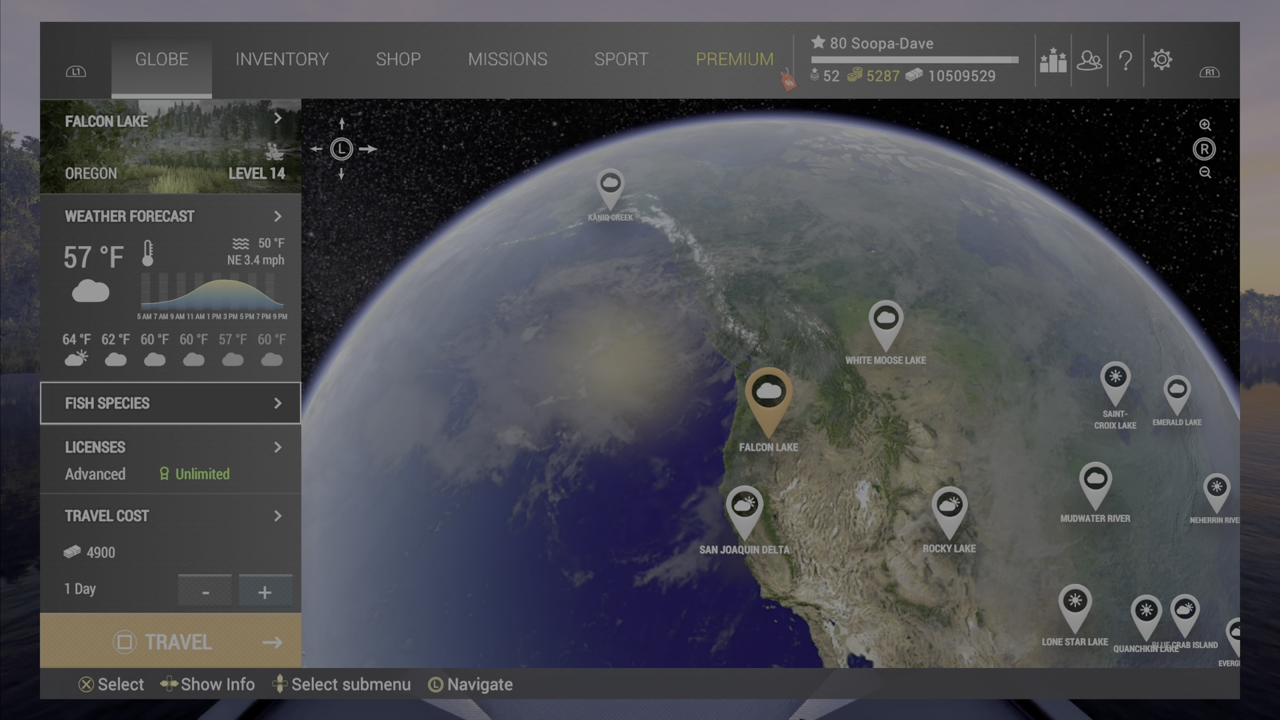 L1
GLOBE
INVENTORY
SHOP
MISSIONS
SPORT
PREMIUM
80 Soopa-Dave
52 5287 10509529
?
R1
FALCON LAKE
OREGON LEVEL 14
WEATHER FORECAST
57 °F
50 °F
NE 3.4 mph
5 AM 7 AM 9 AM 11 AM 1 PM 3 PM 5 PM 7 PM 9 PM
64 °F 62 °F 60 °F 60 °F 57 °F 60 °F
FISH SPECIES
LICENSES
Advanced Unlimited
TRAVEL COST
4900
1 Day - +
TRAVEL
L
R
KANIQ CREEK
WHITE MOOSE LAKE
FALCON LAKE
SAINT-
CROIX LAKE
EMERALD LAKE
MUDWATER RIVER
NEHERRIN RIVE
SAN JOAQUIN DELTA
ROCKY LAKE
LONE STAR LAKE
QUANCHKIN LAKE
BLUE CRAB ISLAND
EVERG
Select Show Info Select submenu L Navigate